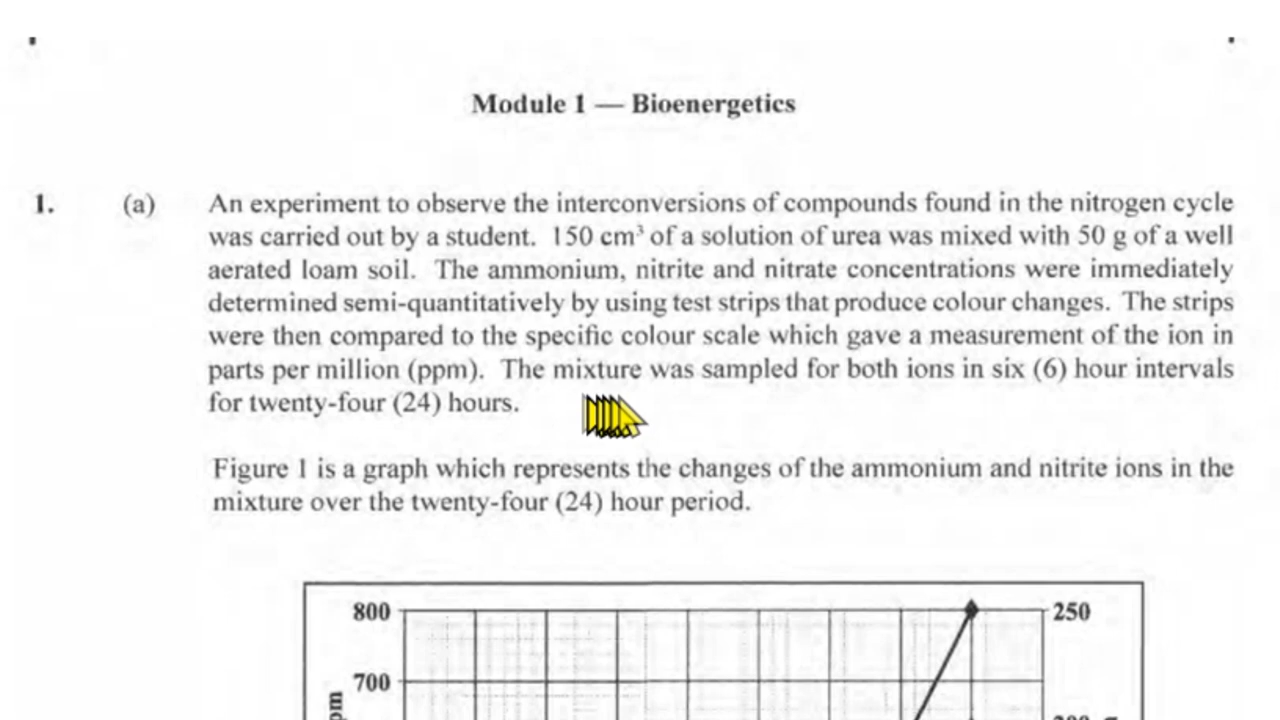 Module 1 — Bioenergetics
1. (a) An experiment to observe the interconversions of compounds found in the nitrogen cycle
was carried out by a student. 150 cm³ of a solution of urea was mixed with 50 g of a well
aerated loam soil. The ammonium, nitrite and nitrate concentrations were immediately
determined semi-quantitatively by using test strips that produce colour changes. The strips
were then compared to the specific colour scale which gave a measurement of the ion in
parts per million (ppm). The mixture was sampled for both ions in six (6) hour intervals
for twenty-four (24) hours.
Figure 1 is a graph which represents the changes of the ammonium and nitrite ions in the
mixture over the twenty-four (24) hour period.
800 250
700